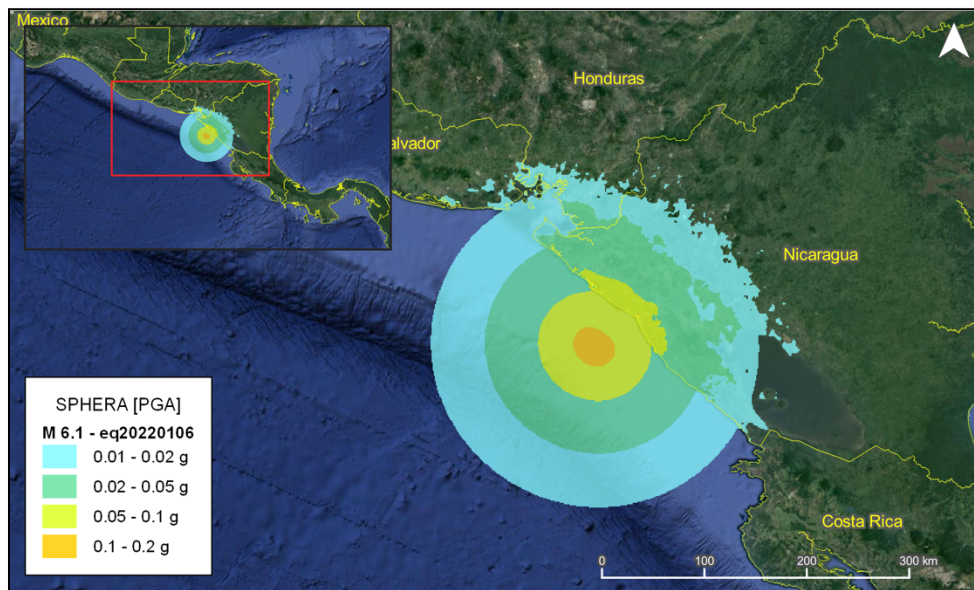 Mexico
Honduras
alvador
Nicaragua
SPHERA [PGA]
M 6.1 - eq20220106
0.01 - 0.02 g
0.02 - 0.05 g
0.05 - 0.1 g
0.1 - 0.2 g
Costa Rica
0 100 200 300 km